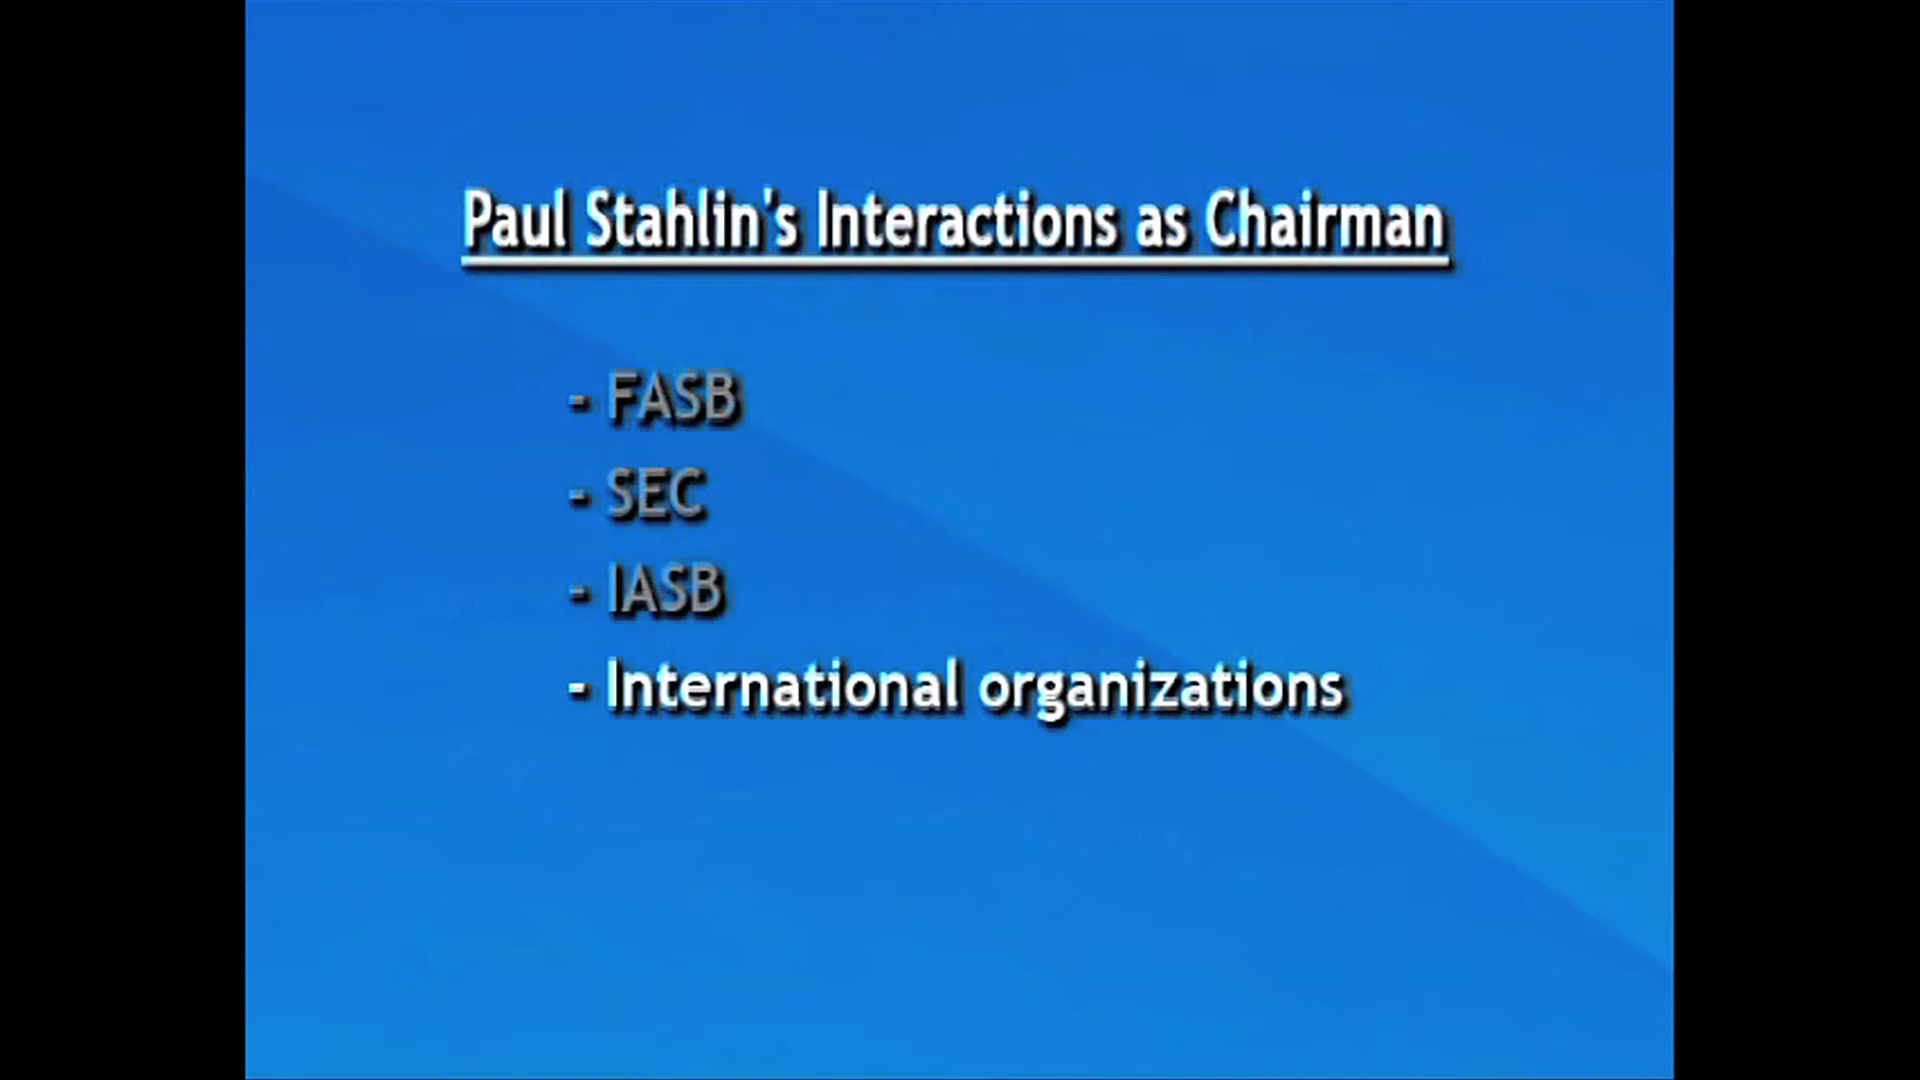 Paul Stahlin's Interactions as Chairman
- FASB
- SEC
- IASB
- International organizations